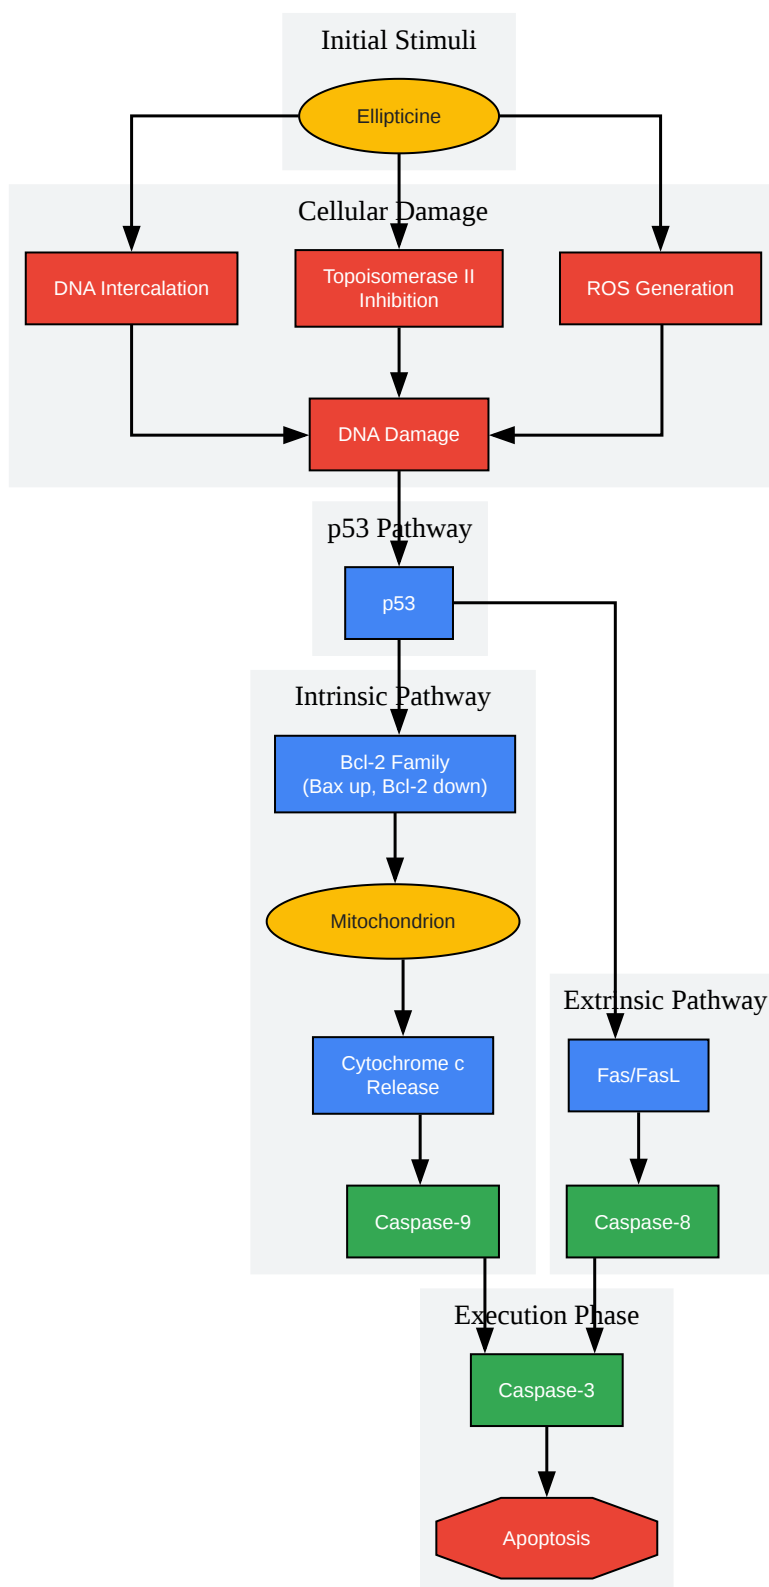 Initial Stimuli
Ellipticine
Cellular Damage
DNA Intercalation
Topoisomerase II
Inhibition
ROS Generation
DNA Damage
p53 Pathway
p53
Intrinsic Pathway
Bcl-2 Family
(Bax up, Bcl-2 down)
Mitochondrion
Cytochrome c
Release
Caspase-9
Extrinsic Pathway
Fas/FasL
Caspase-8
Execution Phase
Caspase-3
Apoptosis